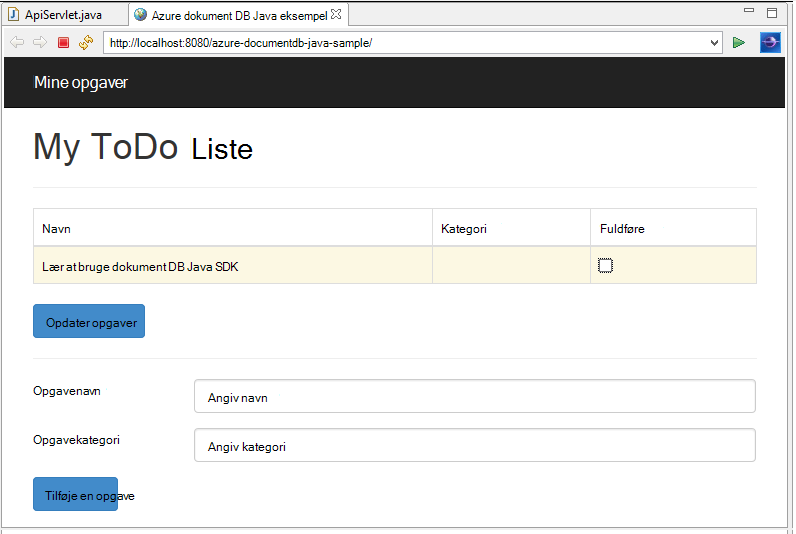 ApiServlet.java
Azure dokument DB Java eksempel
http://localhost:8080/azure-documentdb-java-sample/
Mine opgaver
My ToDo Liste
Navn Kategori Fuldføre
Lær at bruge dokument DB Java SDK
Opdater opgaver
Opgavenavn Angiv navn
Opgavekategori Angiv kategori
Tilføje en opgave